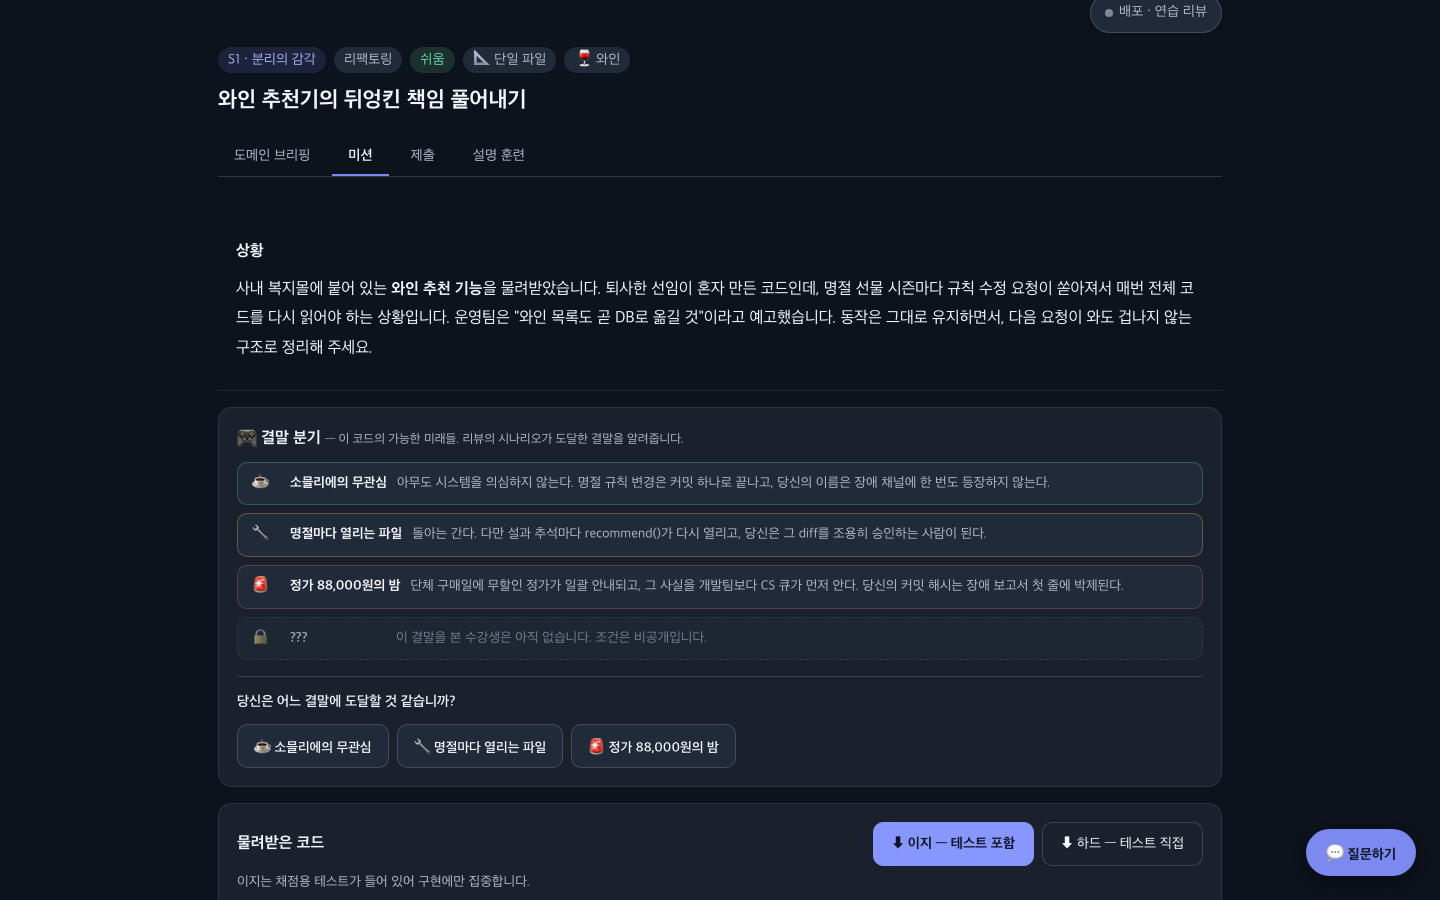 배포 · 연습 리뷰
S1 · 분리의 감각 리팩토링 쉬움 단일 파일 와인
와인 추천기의 뒤엉킨 책임 풀어내기
도메인 브리핑 미션 제출 설명 훈련
상황
사내 복지몰에 붙어 있는 와인 추천 기능을 물려받았습니다. 퇴사한 선임이 혼자 만든 코드인데, 명절 선물 시즌마다 규칙 수정 요청이 쏟아져서 매번 전체 코
드를 다시 읽어야 하는 상황입니다. 운영팀은 "와인 목록도 곧 DB로 옮길 것"이라고 예고했습니다. 동작은 그대로 유지하면서, 다음 요청이 와도 겁나지 않는
구조로 정리해 주세요.
결말 분기 — 이 코드의 가능한 미래들. 리뷰의 시나리오가 도달한 결말을 알려줍니다.
소믈리에의 무관심 아무도 시스템을 의심하지 않는다. 명절 규칙 변경은 커밋 하나로 끝나고, 당신의 이름은 장애 채널에 한 번도 등장하지 않는다.
명절마다 열리는 파일 돌아는 간다. 다만 설과 추석마다 recommend()가 다시 열리고, 당신은 그 diff를 조용히 승인하는 사람이 된다.
정가 88,000원의 밤 단체 구매일에 무할인 정가가 일괄 안내되고, 그 사실을 개발팀보다 CS 큐가 먼저 안다. 당신의 커밋 해시는 장애 보고서 첫 줄에 박제된다.
??? 이 결말을 본 수강생은 아직 없습니다. 조건은 비공개입니다.
당신은 어느 결말에 도달할 것 같습니까?
소믈리에의 무관심 명절마다 열리는 파일 정가 88,000원의 밤
물려받은 코드 ⬇ 이지 — 테스트 포함 ⬇ 하드 — 테스트 직접
이지는 채점용 테스트가 들어 있어 구현에만 집중합니다.
질문하기